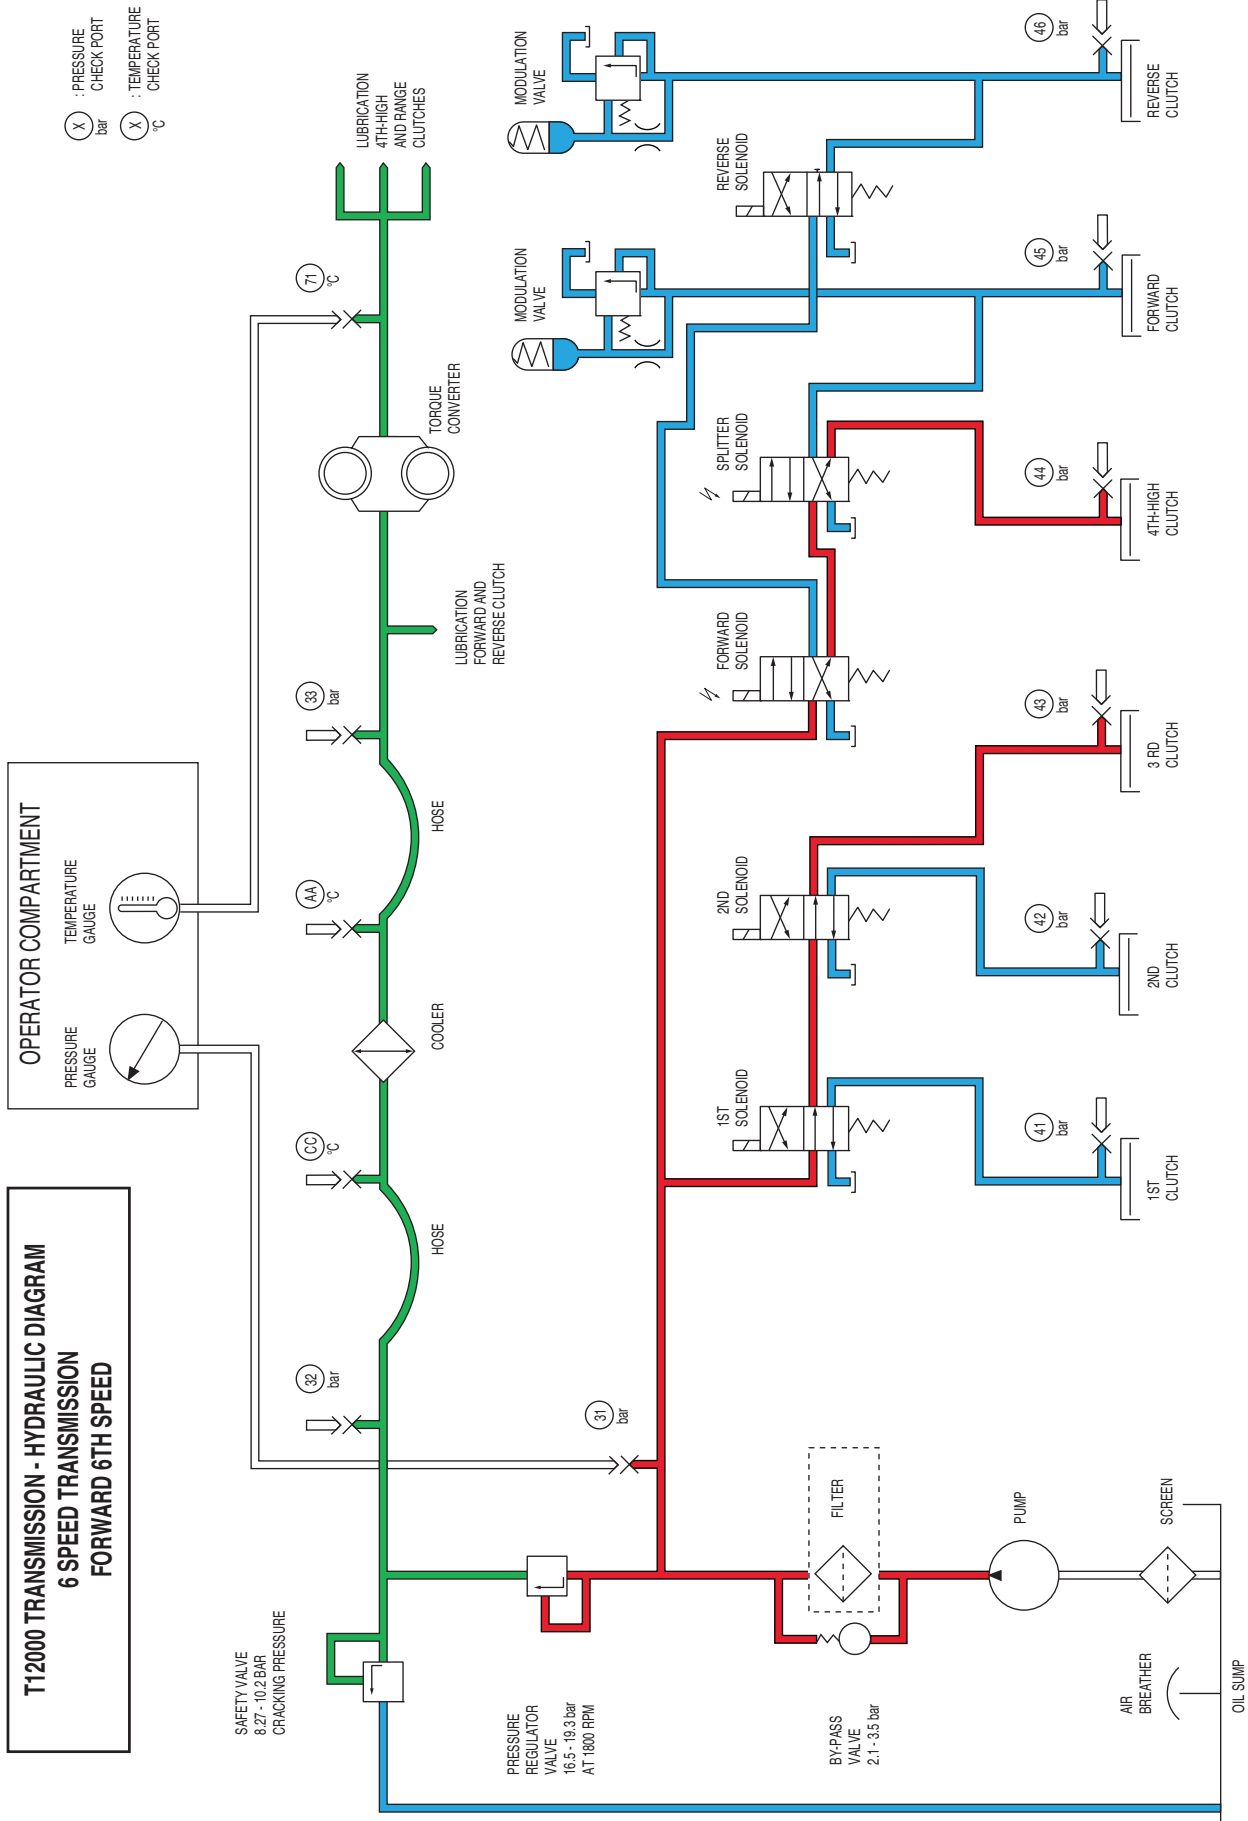 T12000 TRANSMISSION - HYDRAULIC DIAGRAM
6 SPEED TRANSMISSION
FORWARD 6TH SPEED
OPERATOR COMPARTMENT
PRESSURE
GAUGE
TEMPERATURE
GAUGE
X
bar
: PRESSURE
CHECK PORT
X
°C
: TEMPERATURE
CHECK PORT
SAFETY VALVE
8.27 - 10.2 BAR
CRACKING PRESSURE
32
bar
HOSE
CC
°C
COOLER
AA
°C
HOSE
33
bar
LUBRICATION
FORWARD AND
REVERSE CLUTCH
TORQUE
CONVERTER
71
°C
LUBRICATION
4TH-HIGH
AND RANGE
CLUTCHES
PRESSURE
REGULATOR
VALVE
16.5 - 19.3 bar
AT 1800 RPM
31
bar
MODULATION
VALVE
MODULATION
VALVE
1ST
SOLENOID
2ND
SOLENOID
FORWARD
SOLENOID
SPLITTER
SOLENOID
REVERSE
SOLENOID
BY-PASS
VALVE
2.1 - 3.5 bar
FILTER
PUMP
SCREEN
AIR
BREATHER
OIL SUMP
41
bar
1ST
CLUTCH
42
bar
2ND
CLUTCH
43
bar
3 RD
CLUTCH
44
bar
4TH-HIGH
CLUTCH
45
bar
FORWARD
CLUTCH
46
bar
REVERSE
CLUTCH